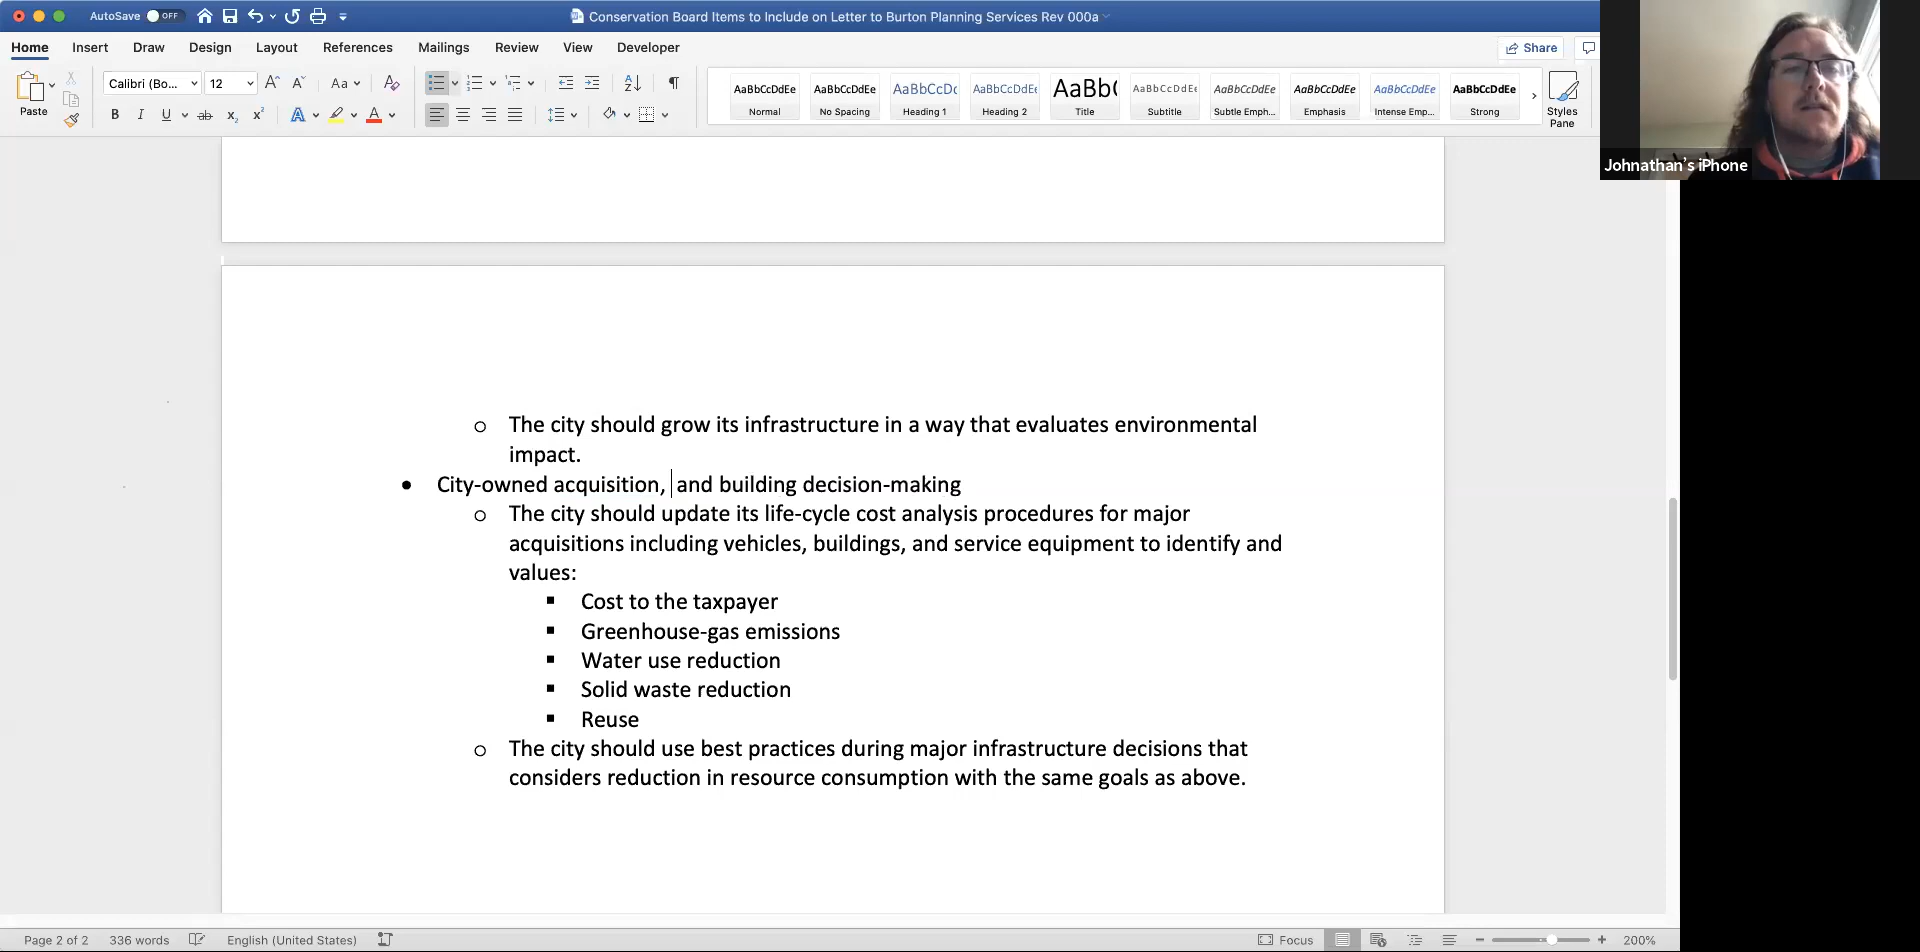 AutoSave OFF
Conservation Board Items to Include on Letter to Burton Planning Services Rev 000a
Home Insert Draw Design Layout References Mailings Review View Developer Share
Paste
Calibri (Bo... 12 Aa
B I U ab x₂ x² A A
AaBbCcDdEe AaBbCcDdEe AaBbCcDc AaBbCcDdEe AaBb( AaBbCcDdEe AaBbCcDdEe AaBbCcDdEe AaBbCcDdEe AaBbCcDdEe
Normal No Spacing Heading 1 Heading 2 Title Subtitle Subtle Emph... Emphasis Intense Emp... Strong
Styles
Pane
Johnathan's iPhone
o The city should grow its infrastructure in a way that evaluates environmental
impact.
• City-owned acquisition, and building decision-making
o The city should update its life-cycle cost analysis procedures for major
acquisitions including vehicles, buildings, and service equipment to identify and
values:
▪ Cost to the taxpayer
▪ Greenhouse-gas emissions
▪ Water use reduction
▪ Solid waste reduction
▪ Reuse
o The city should use best practices during major infrastructure decisions that
considers reduction in resource consumption with the same goals as above.
Page 2 of 2 336 words English (United States) Focus 200%